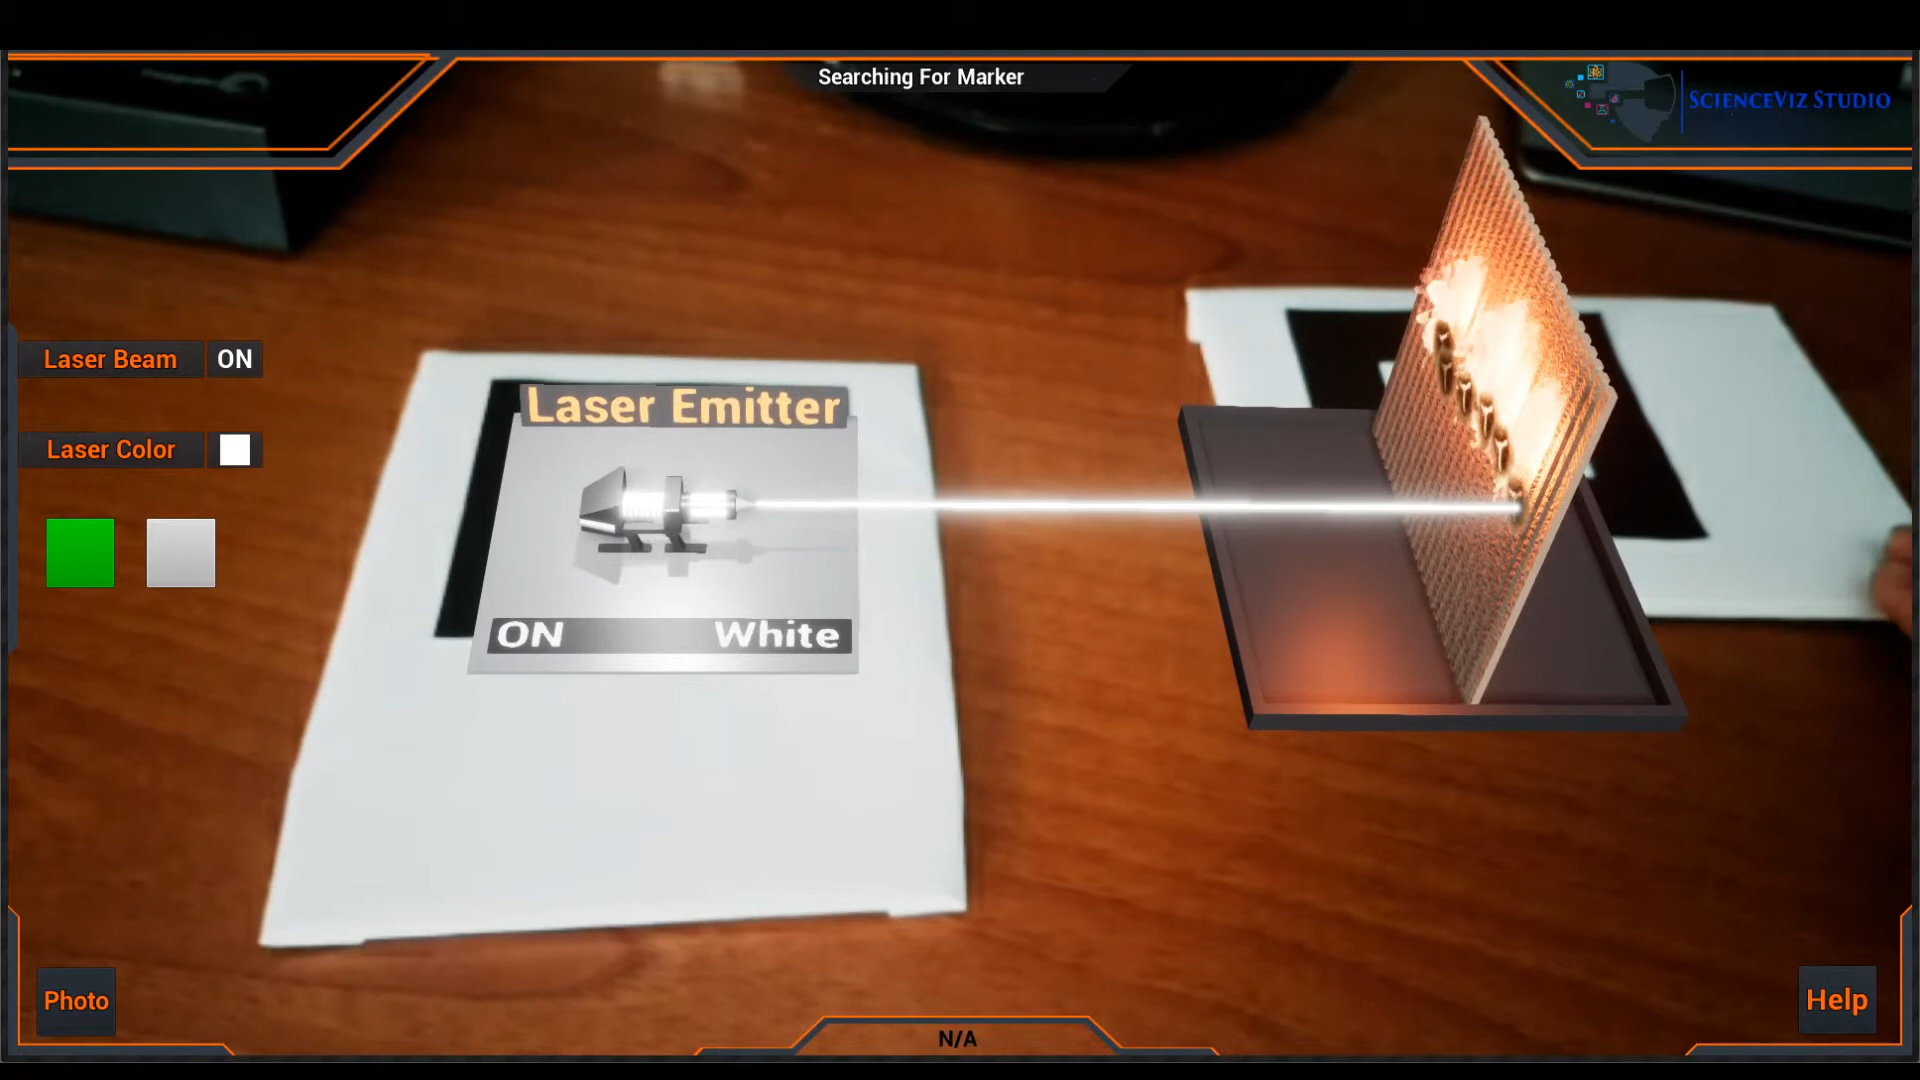 Searching For Marker
ScienceViz Studio
Laser Beam ON
Laser Color
Laser Emitter
ON White
Photo
Help
N/A